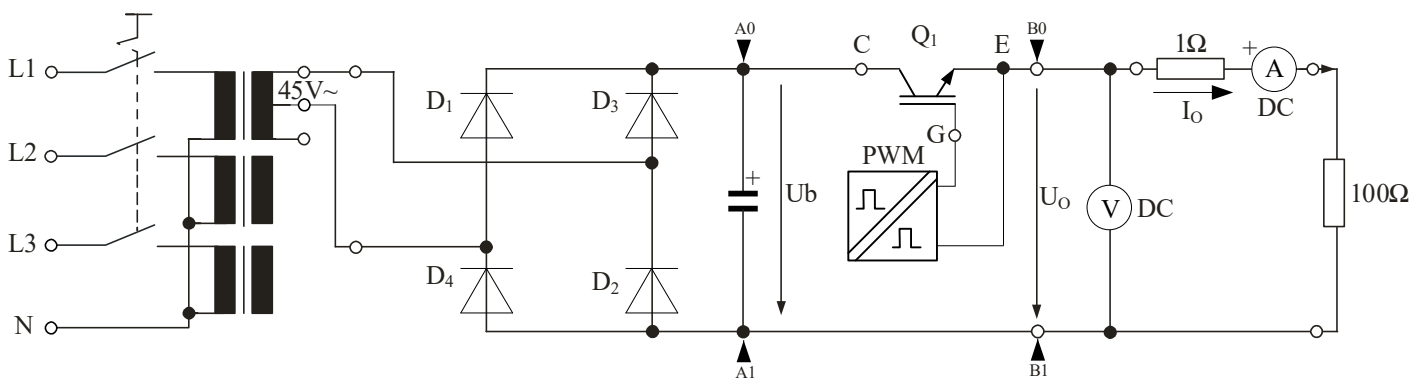 L1
L2
L3
N
45V~
D1
D3
D4
D2
A0
A1
Ub
C
Q1
E
G
PWM
B0
B1
UO
V DC
1Ω
IO
+
A
DC
100Ω
+